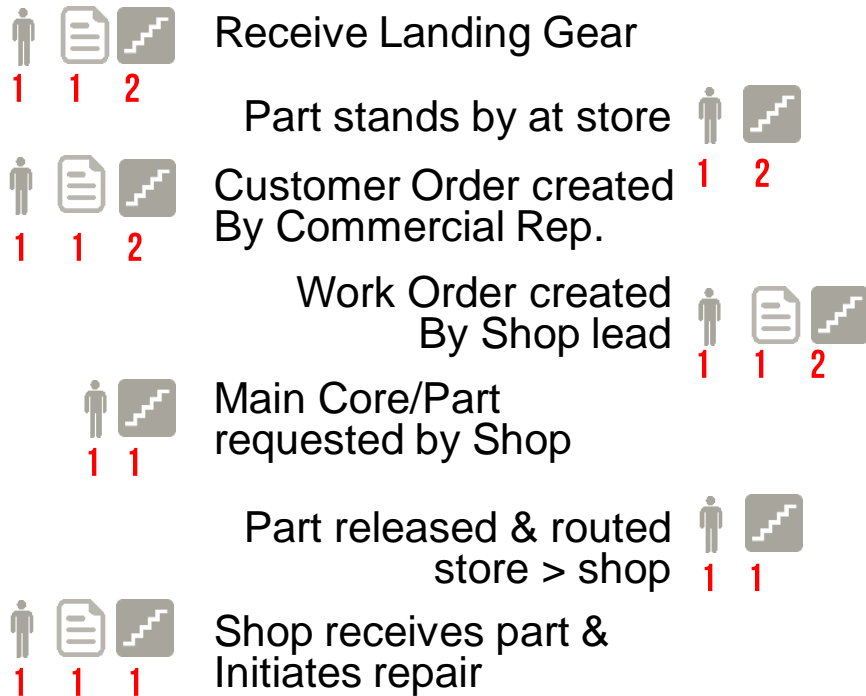 Receive Landing Gear
1 1 2
Part stands by at store
1 2
Customer Order created
By Commercial Rep.
1 1 2
Work Order created
By Shop lead
1 1 2
Main Core/Part
requested by Shop
1 1
Part released & routed
store > shop
1 1
Shop receives part &
Initiates repair
1 1 1